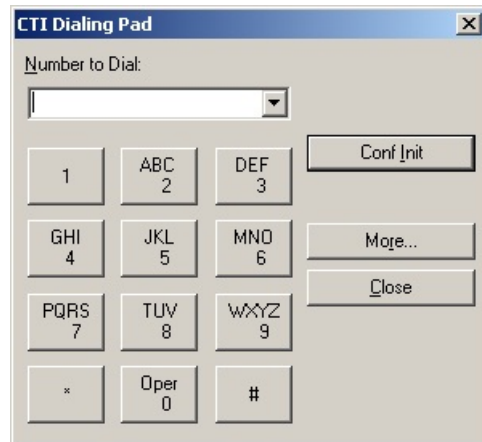 CTI Dialing Pad
Number to Dial:
Conf Init
1
ABC
2
DEF
3
GHI
4
JKL
5
MNO
6
More...
Close
PQRS
7
TUV
8
WXYZ
9
*
Oper
0
#